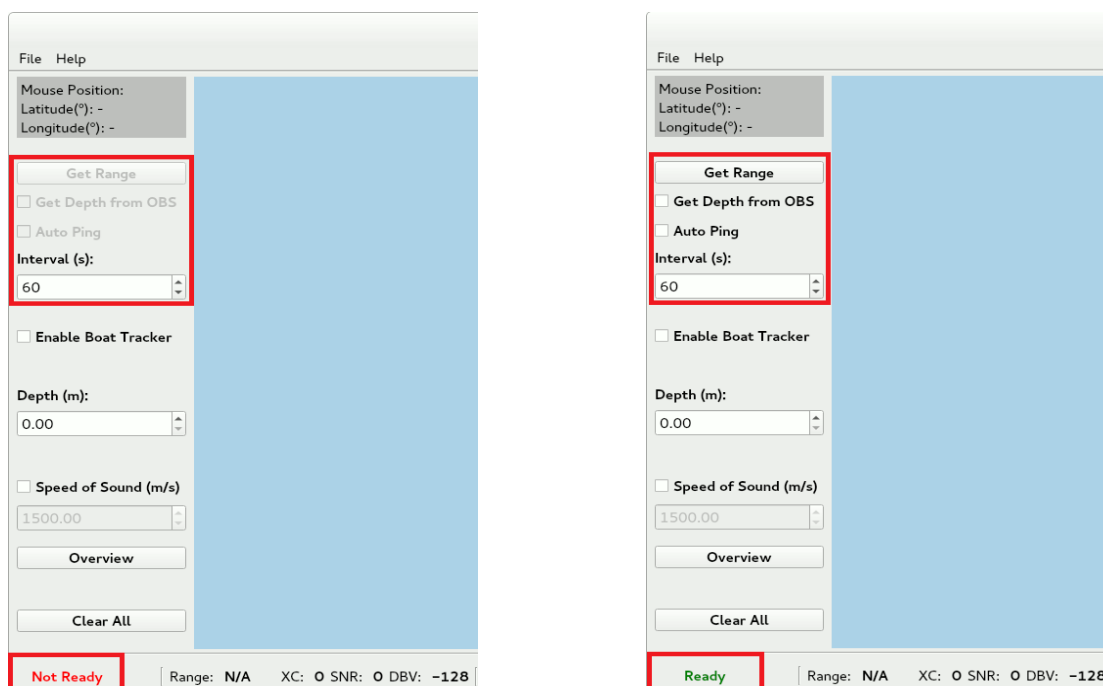 File Help
Mouse Position:
Latitude(º): -
Longitude(º): -
Get Range
Get Depth from OBS
Auto Ping
Interval (s):
60
Enable Boat Tracker
Depth (m):
0.00
Speed of Sound (m/s)
1500.00
Overview
Clear All
Not Ready Range: N/A XC: 0 SNR: 0 DBV: -128
File Help
Mouse Position:
Latitude(º): -
Longitude(º): -
Get Range
Get Depth from OBS
Auto Ping
Interval (s):
60
Enable Boat Tracker
Depth (m):
0.00
Speed of Sound (m/s)
1500.00
Overview
Clear All
Ready Range: N/A XC: 0 SNR: 0 DBV: -128